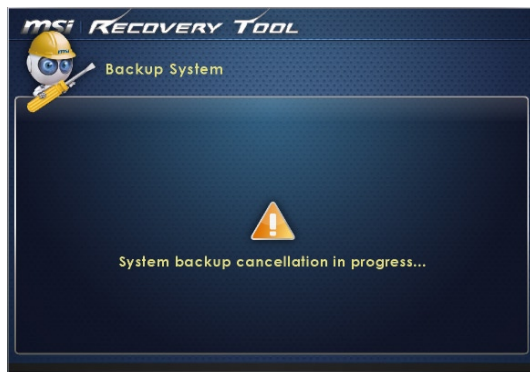 msi RECOVERY TOOL
Backup System
System backup cancellation in progress...